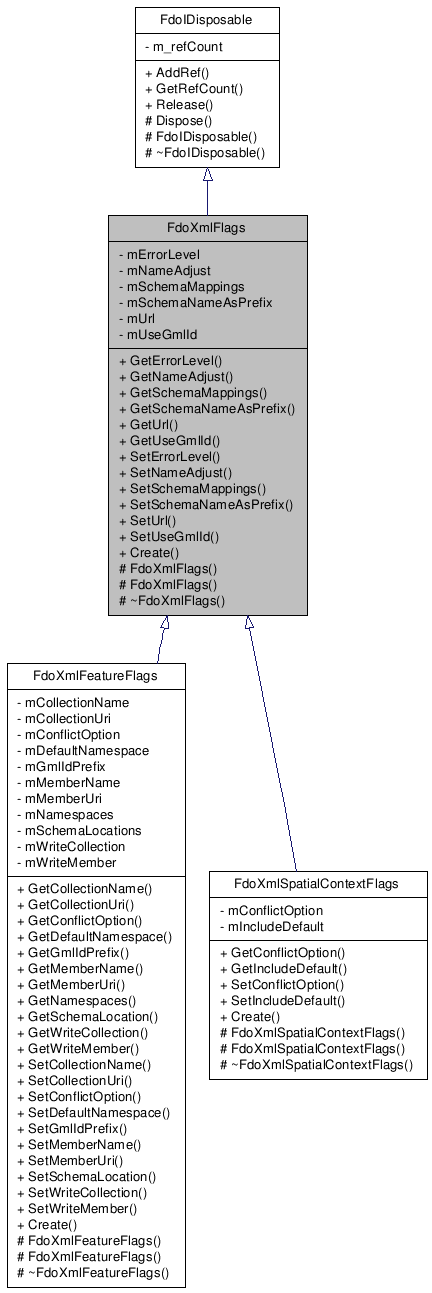 FdoIDisposable
- m_refCount
+ AddRef()
+ GetRefCount()
+ Release()
# Dispose()
# FdoIDisposable()
# ~FdoIDisposable()
FdoXmlFlags
- mErrorLevel
- mNameAdjust
- mSchemaMappings
- mSchemaNameAsPrefix
- mUrl
- mUseGmlId
+ GetErrorLevel()
+ GetNameAdjust()
+ GetSchemaMappings()
+ GetSchemaNameAsPrefix()
+ GetUrl()
+ GetUseGmlId()
+ SetErrorLevel()
+ SetNameAdjust()
+ SetSchemaMappings()
+ SetSchemaNameAsPrefix()
+ SetUrl()
+ SetUseGmlId()
+ Create()
# FdoXmlFlags()
# FdoXmlFlags()
# ~FdoXmlFlags()
FdoXmlFeatureFlags
- mCollectionName
- mCollectionUri
- mConflictOption
- mDefaultNamespace
- mGmlIdPrefix
- mMemberName
- mMemberUri
- mNamespaces
- mSchemaLocations
- mWriteCollection
- mWriteMember
+ GetCollectionName()
+ GetCollectionUri()
+ GetConflictOption()
+ GetDefaultNamespace()
+ GetGmlIdPrefix()
+ GetMemberName()
+ GetMemberUri()
+ GetNamespaces()
+ GetSchemaLocation()
+ GetWriteCollection()
+ GetWriteMember()
+ SetCollectionName()
+ SetCollectionUri()
+ SetConflictOption()
+ SetDefaultNamespace()
+ SetGmlIdPrefix()
+ SetMemberName()
+ SetMemberUri()
+ SetSchemaLocation()
+ SetWriteCollection()
+ SetWriteMember()
+ Create()
# FdoXmlFeatureFlags()
# FdoXmlFeatureFlags()
# ~FdoXmlFeatureFlags()
FdoXmlSpatialContextFlags
- mConflictOption
- mIncludeDefault
+ GetConflictOption()
+ GetIncludeDefault()
+ SetConflictOption()
+ SetIncludeDefault()
+ Create()
# FdoXmlSpatialContextFlags()
# FdoXmlSpatialContextFlags()
# ~FdoXmlSpatialContextFlags()